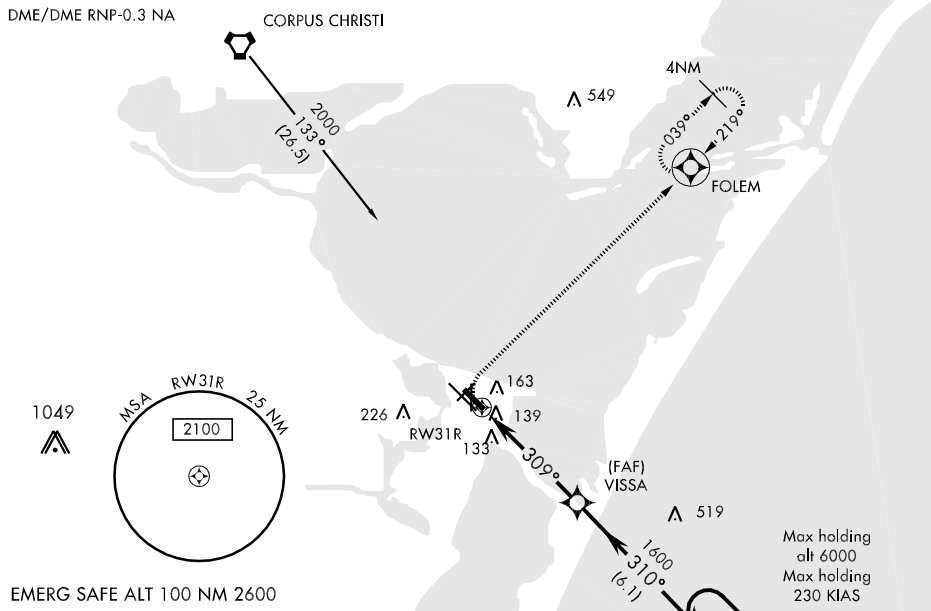 DME/DME RNP-0.3 NA
CORPUS CHRISTI
2000
133°
(26.5)
549
4NM
039°
219°
FOLEM
1049
MSA RW31R 25 NM
2100
163
226
139
RW31R
133
309°
(FAF)
VISSA
519
1600
310°
(6.1)
Max holding
alt 6000
Max holding
230 KIAS
EMERG SAFE ALT 100 NM 2600